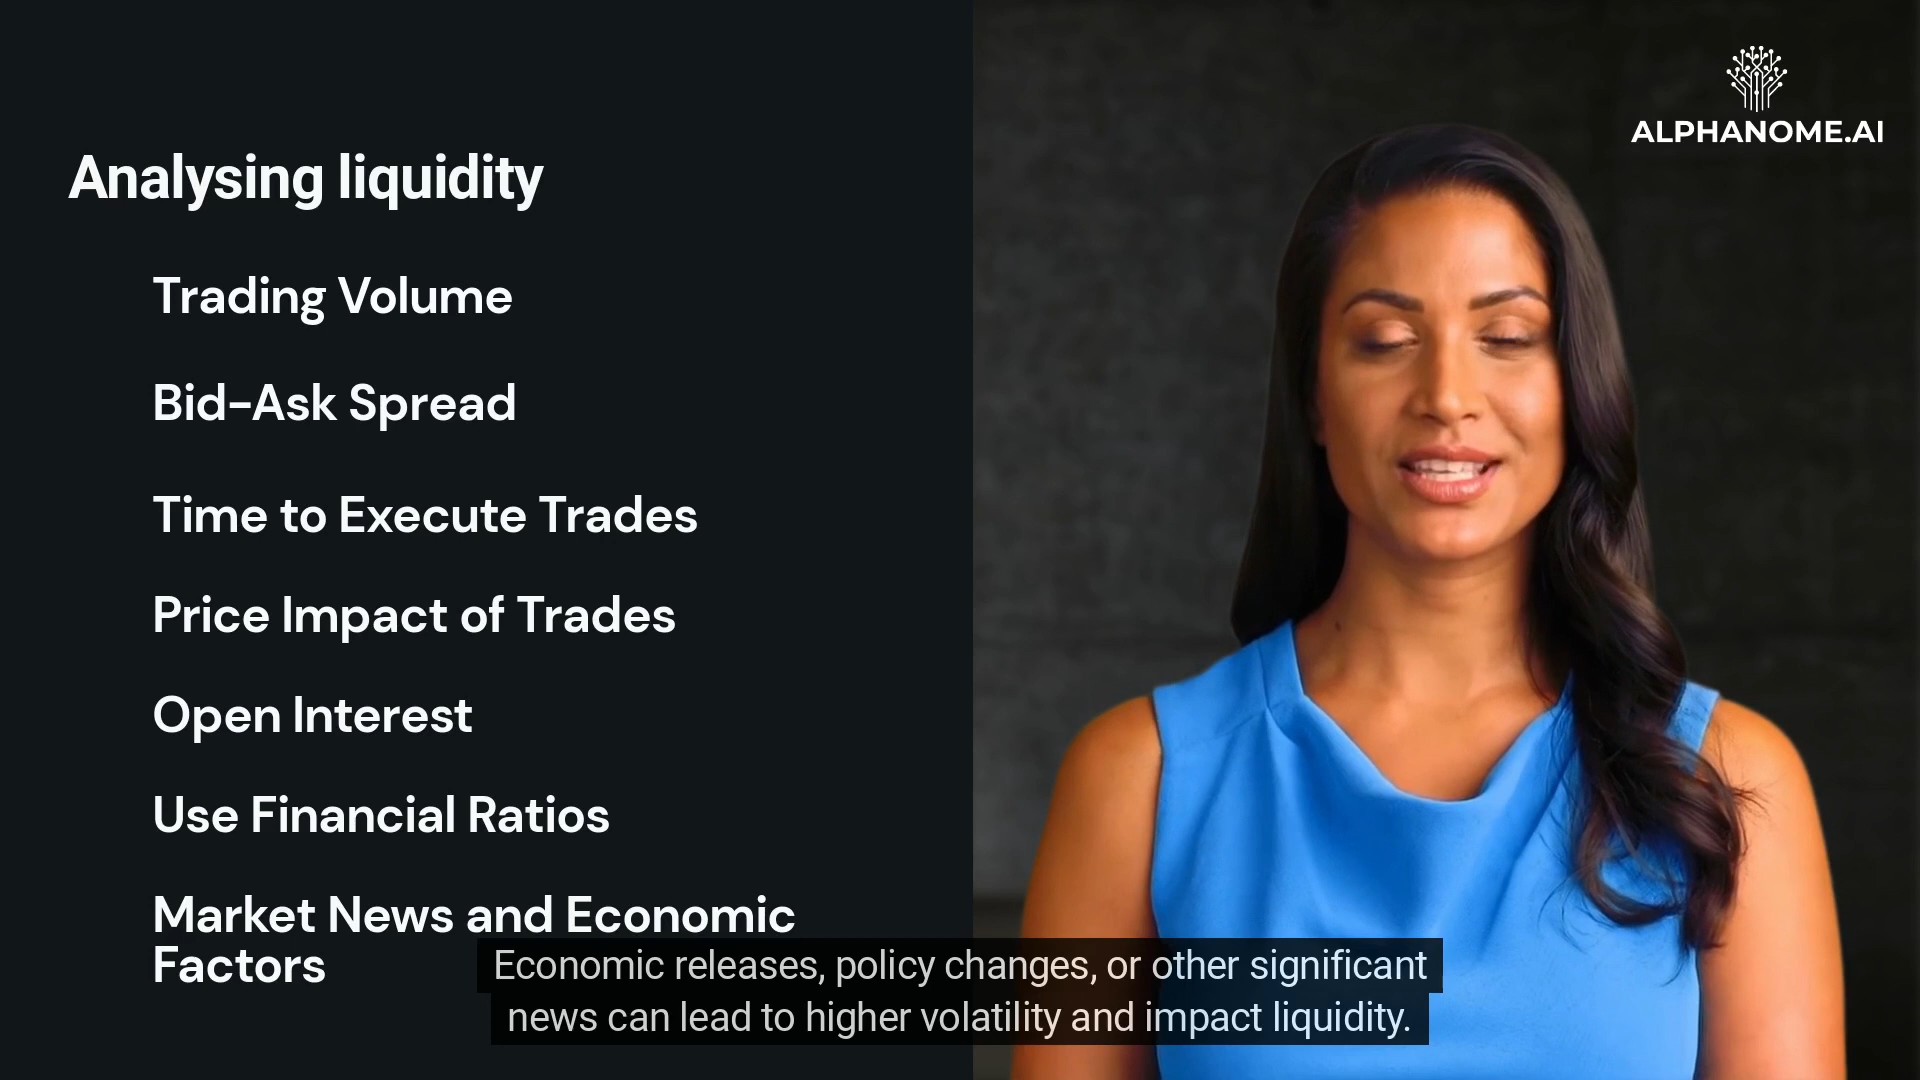 ALPHANOME.AI
Analysing liquidity
Trading Volume
Bid-Ask Spread
Time to Execute Trades
Price Impact of Trades
Open Interest
Use Financial Ratios
Market News and Economic
Factors
Economic releases, policy changes, or other significant
news can lead to higher volatility and impact liquidity.